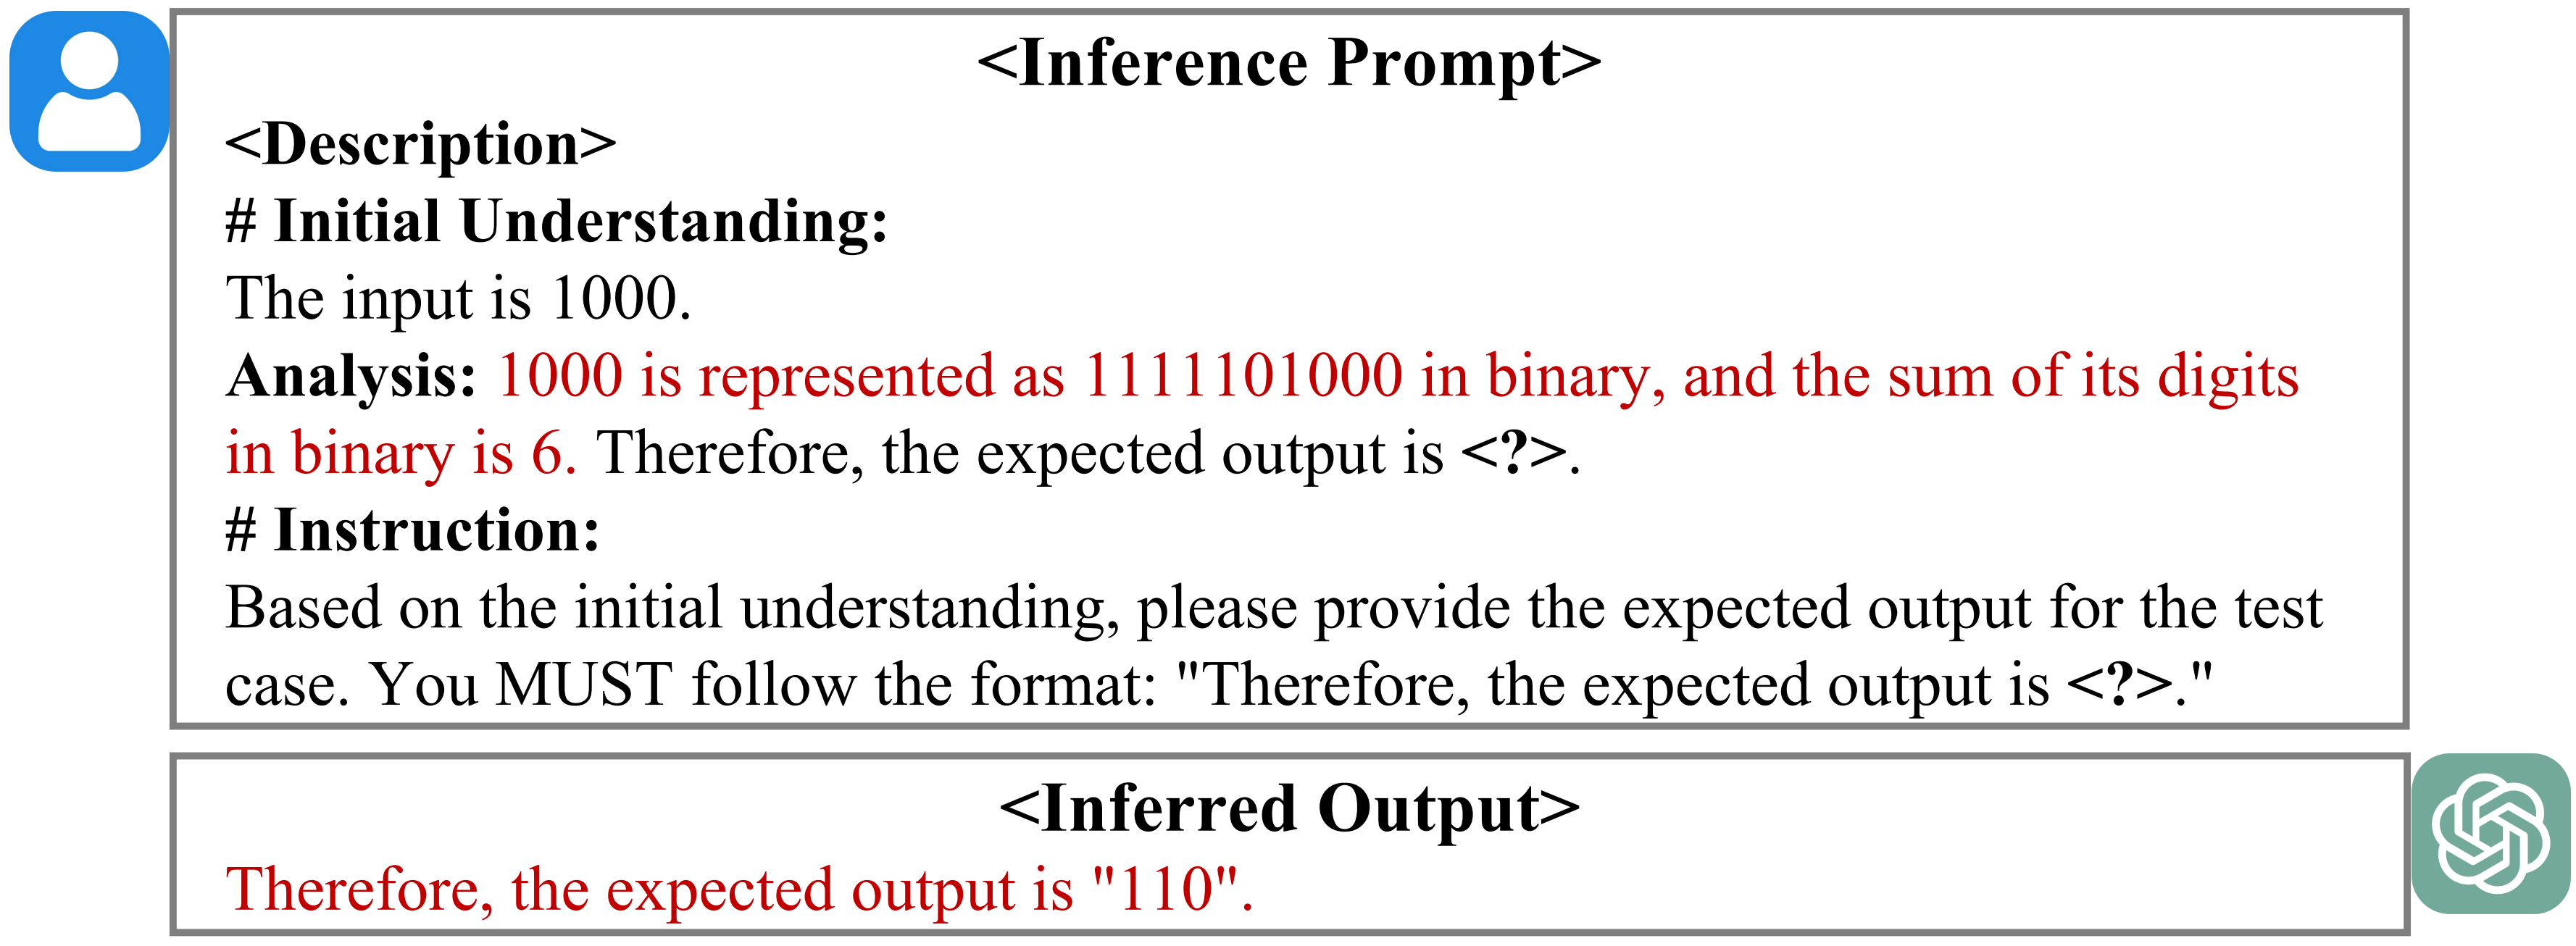 <Inference Prompt>
<Description>
# Initial Understanding:
The input is 1000.
Analysis: 1000 is represented as 1111101000 in binary, and the sum of its digits
in binary is 6. Therefore, the expected output is <?>.
# Instruction:
Based on the initial understanding, please provide the expected output for the test
case. You MUST follow the format: "Therefore, the expected output is <?>."
<Inferred Output>
Therefore, the expected output is "110".